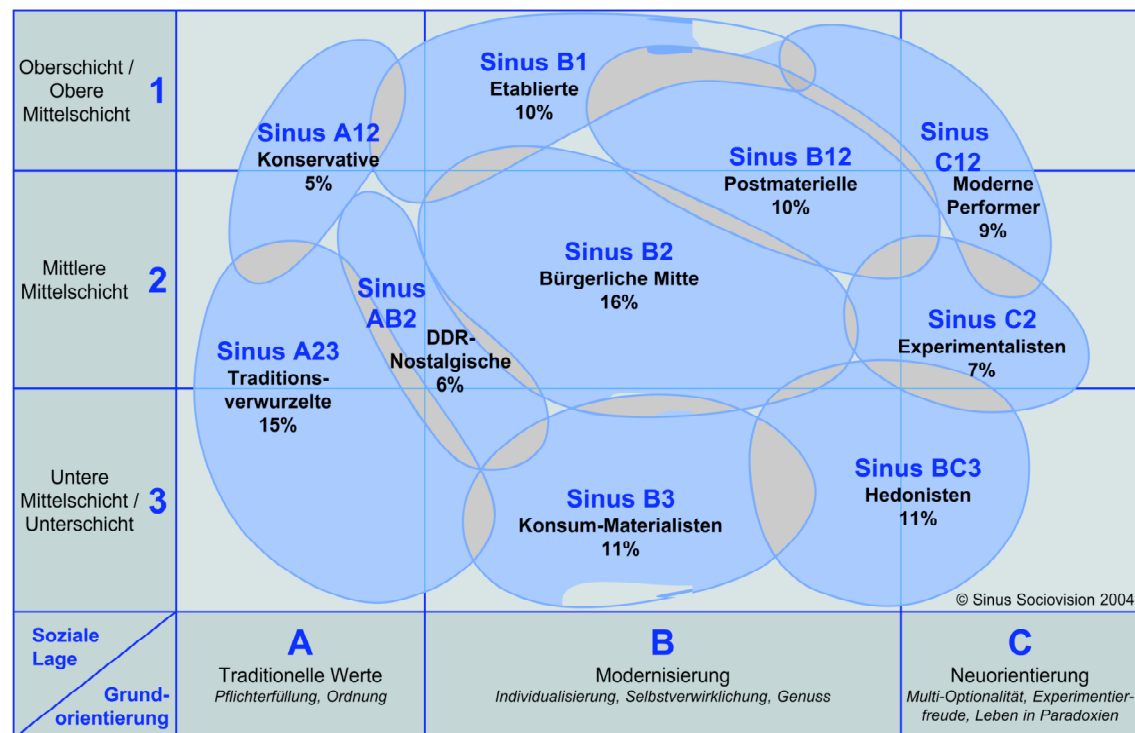 Oberschicht /
Obere
Mittelschicht
1
Mittlere
Mittelschicht
2
Untere
Mittelschicht /
Unterschicht
3
Sinus B1
Etablierte
10%
Sinus A12
Konservative
5%
Sinus B12
Postmaterielle
10%
Sinus
C12
Moderne
Performer
9%
Sinus B2
Bürgerliche Mitte
16%
Sinus
AB2
DDR-
Nostalgische
6%
Sinus A23
Traditions-
verwurzelte
15%
Sinus C2
Experimentalisten
7%
Sinus B3
Konsum-Materialisten
11%
Sinus BC3
Hedonisten
11%
© Sinus Sociovision 2004
Soziale
Lage
Grund-
orientierung
A
Traditionelle Werte
Pflichterfüllung, Ordnung
B
Modernisierung
Individualisierung, Selbstverwirklichung, Genuss
C
Neuorientierung
Multi-Optionalität, Experimentier-
freude, Leben in Paradoxien